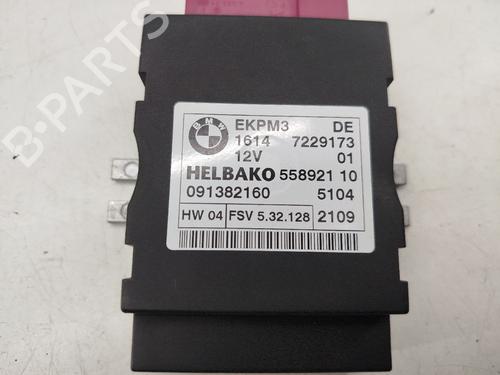 BMW
EKPM3 DE
1614 7229173
12V 01
HELBAKO 558921 10
091382160 5104
HW 04 FSV 5.32.128 2109